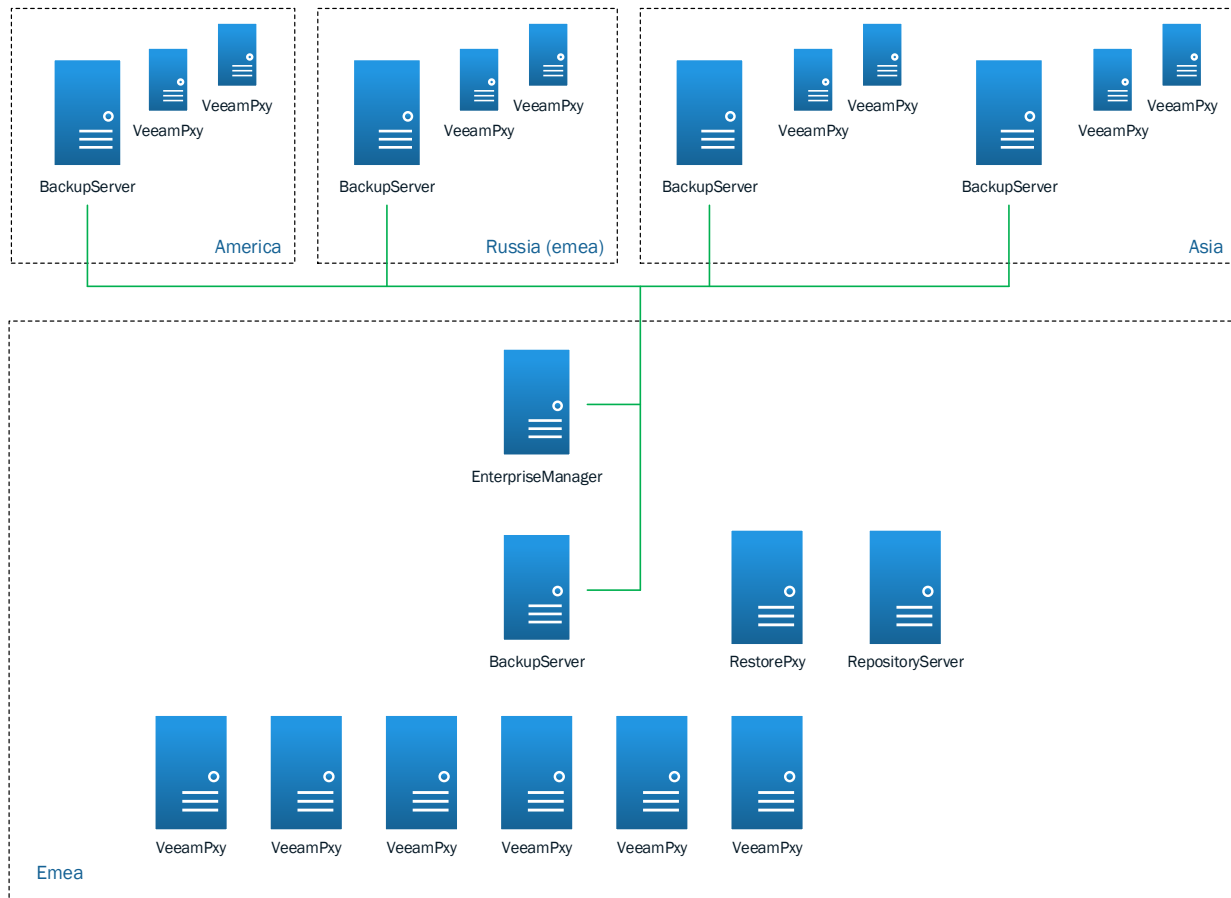 VeeamPxy
VeeamPxy
BackupServer
America
VeeamPxy
VeeamPxy
BackupServer
Russia (emea)
VeeamPxy
VeeamPxy
BackupServer
VeeamPxy
VeeamPxy
BackupServer
Asia
EnterpriseManager
BackupServer
RestorePxy
RepositoryServer
VeeamPxy
VeeamPxy
VeeamPxy
VeeamPxy
VeeamPxy
VeeamPxy
Emea